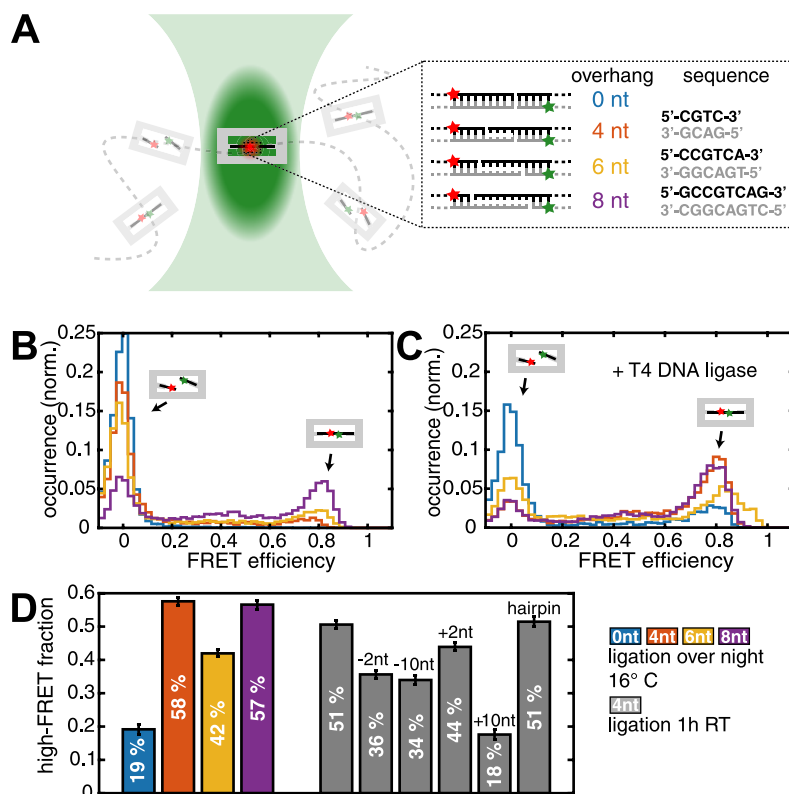 A
overhang
sequence
0 nt
4 nt
5'-CGTC-3'
3'-GCAG-5'
6 nt
5'-CCGTCA-3'
3'-GGCAGT-5'
8 nt
5'-GCCGTCAG-3'
3'-CGGCAGTC-5'
B
occurrence (norm.)
0.25
0.2
0.15
0.1
0.05
0
0
0.2
0.4
0.6
0.8
1
FRET efficiency
C
+ T4 DNA ligase
occurrence (norm.)
0.25
0.2
0.15
0.1
0.05
0
0
0.2
0.4
0.6
0.8
1
FRET efficiency
D
high-FRET fraction
0.6
0.5
0.4
0.3
0.2
0.1
0
19 %
58 %
42 %
57 %
51 %
-2nt
36 %
-10nt
34 %
+2nt
44 %
+10nt
18 %
hairpin
51 %
0nt 4nt 6nt 8nt
ligation over night
16° C
4nt
ligation 1h RT